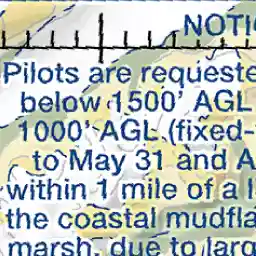 NOTI
Pilots are requeste
below 1500' AGL
1000' AGL (fixed-
to May 31 and A
within 1 mile of a l
the coastal mudfla
marsh, due to larg